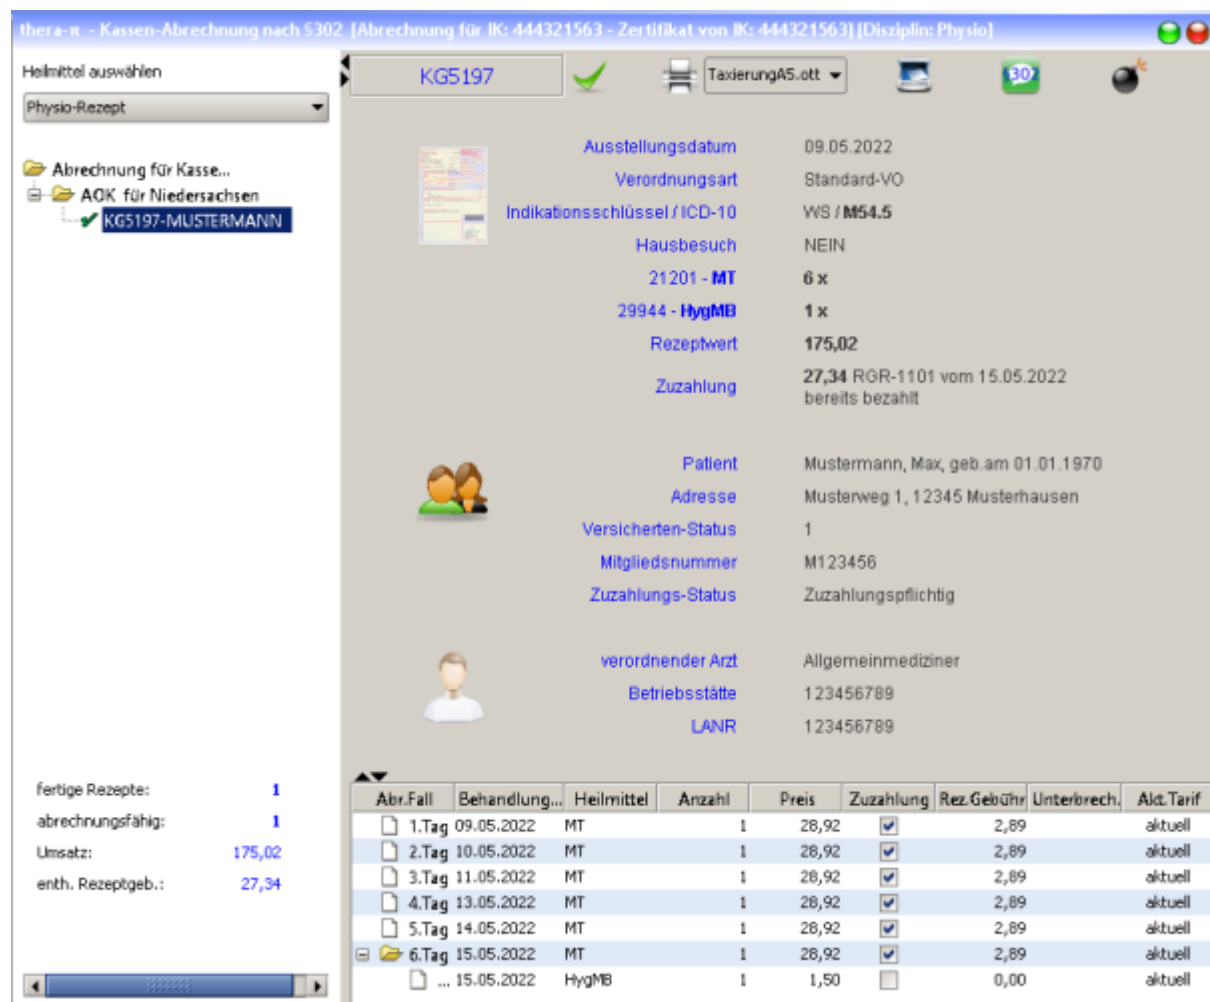 thera-π - Kassen-Abrechnung nach §302 [Abrechnung für IK: 444321563 - Zertifikat von IK: 444321563] [Disziplin: Physio]
Heilmittel auswählen
Physio-Rezept
Abrechnung für Kasse...
AOK für Niedersachsen
KG5197-MUSTERMANN
KG5197
TaxierungA5.ott
302
Ausstellungsdatum 09.05.2022
Verordnungsart Standard-VO
Indikationsschlüssel / ICD-10 WS / M54.5
Hausbesuch NEIN
21201 - MT 6 x
29944 - HygMB 1 x
Rezeptwert 175,02
Zuzahlung 27,34 RGR-1101 vom 15.05.2022
bereits bezahlt
Patient Mustermann, Max, geb.am 01.01.1970
Adresse Musterweg 1, 12345 Musterhausen
Versicherten-Status 1
Mitgliedsnummer M123456
Zuzahlungs-Status Zuzahlungspflichtig
verordnender Arzt Allgemeinmediziner
Betriebsstätte 123456789
LANR 123456789
fertige Rezepte: 1
abrechnungsfähig: 1
Umsatz: 175,02
enth. Rezeptgeb.: 27,34
Abr.Fall Behandlung... Heilmittel Anzahl Preis Zuzahlung Rez.Gebühr Unterbrech. Akt.Tarif
1.Tag 09.05.2022 MT 1 28,92 2,89 aktuell
2.Tag 10.05.2022 MT 1 28,92 2,89 aktuell
3.Tag 11.05.2022 MT 1 28,92 2,89 aktuell
4.Tag 13.05.2022 MT 1 28,92 2,89 aktuell
5.Tag 14.05.2022 MT 1 28,92 2,89 aktuell
6.Tag 15.05.2022 MT 1 28,92 2,89 aktuell
... 15.05.2022 HygMB 1 1,50 0,00 aktuell